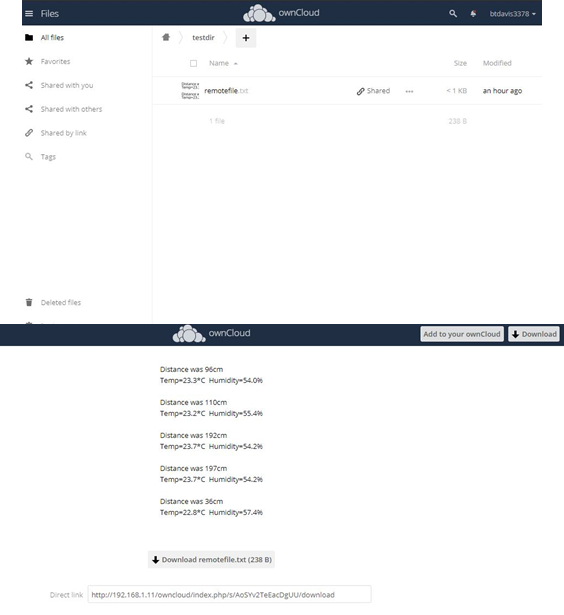 Files
ownCloud
btdavis3378
All files
testdir
+
Favorites
Name
Size
Modified
Shared with you
remotefile.txt
Shared
...
< 1 KB
an hour ago
Shared with others
1 file
238 B
Shared by link
Tags
Deleted files
ownCloud
Add to your ownCloud
Download
Distance was 96cm
Temp=23.3*C Humidity=54.0%
Distance was 110cm
Temp=23.2*C Humidity=55.4%
Distance was 192cm
Temp=23.7*C Humidity=54.2%
Distance was 197cm
Temp=23.7*C Humidity=54.2%
Distance was 36cm
Temp=22.8*C Humidity=57.4%
Download remotefile.txt (238 B)
Direct link
http://192.168.1.11/owncloud/index.php/s/AoSYv2TeEacDgUU/download